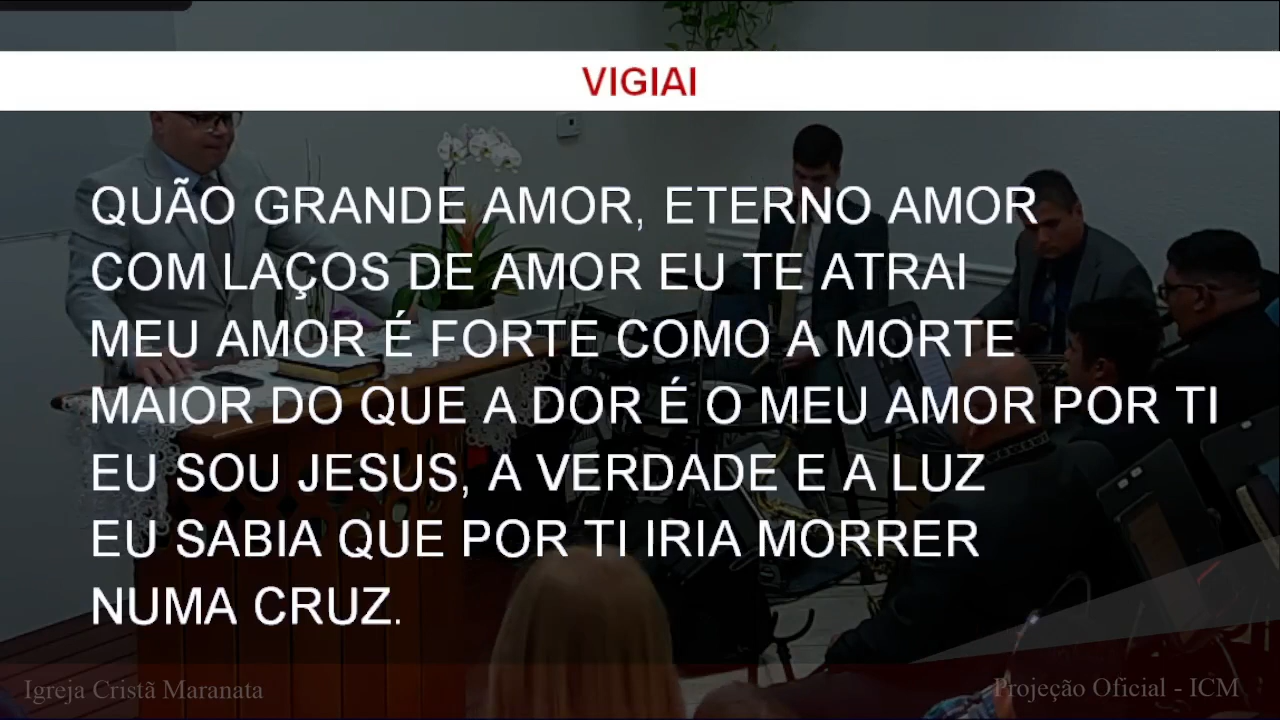 VIGIAI
QUÃO GRANDE AMOR, ETERNO AMOR
COM LAÇOS DE AMOR EU TE ATRAI
MEU AMOR É FORTE COMO A MORTE
MAIOR DO QUE A DOR É O MEU AMOR POR TI
EU SOU JESUS, A VERDADE E A LUZ
EU SABIA QUE POR TI IRIA MORRER
NUMA CRUZ.
Igreja Cristã Maranata
Projeção Oficial - ICM